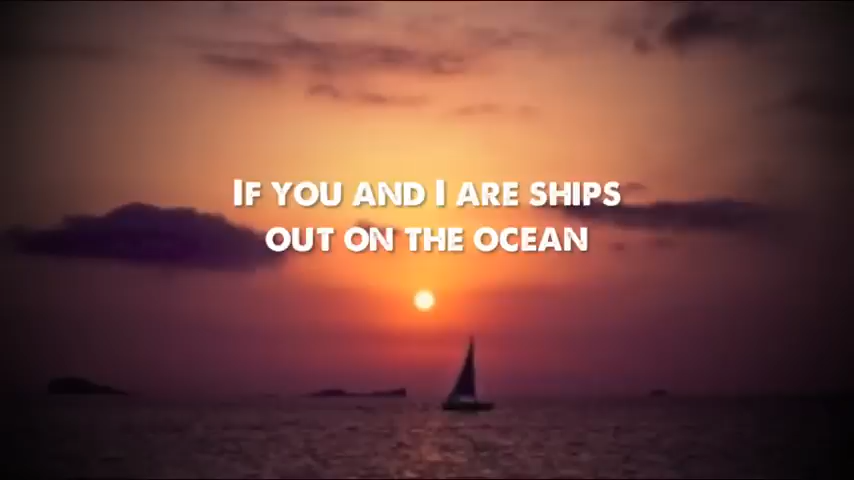 IF YOU AND I ARE SHIPS
OUT ON THE OCEAN